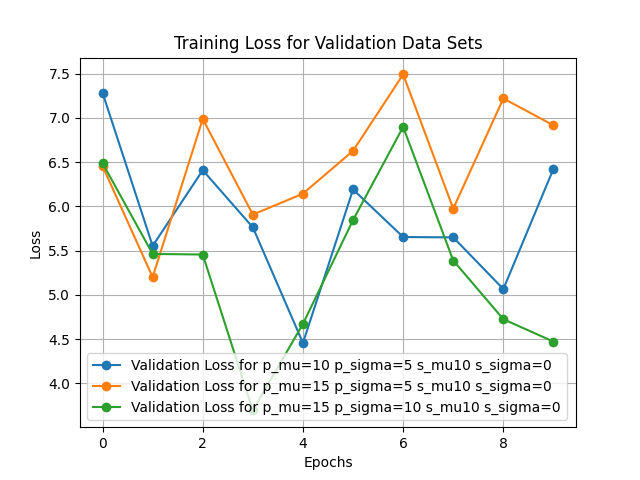 Training Loss for Validation Data Sets
7.5
7.0
6.5
6.0
5.5
5.0
4.5
4.0
Loss
Validation Loss for p_mu=10 p_sigma=5 s_mu10 s_sigma=0
Validation Loss for p_mu=15 p_sigma=5 s_mu10 s_sigma=0
Validation Loss for p_mu=15 p_sigma=10 s_mu10 s_sigma=0
0 2 4 6 8
Epochs